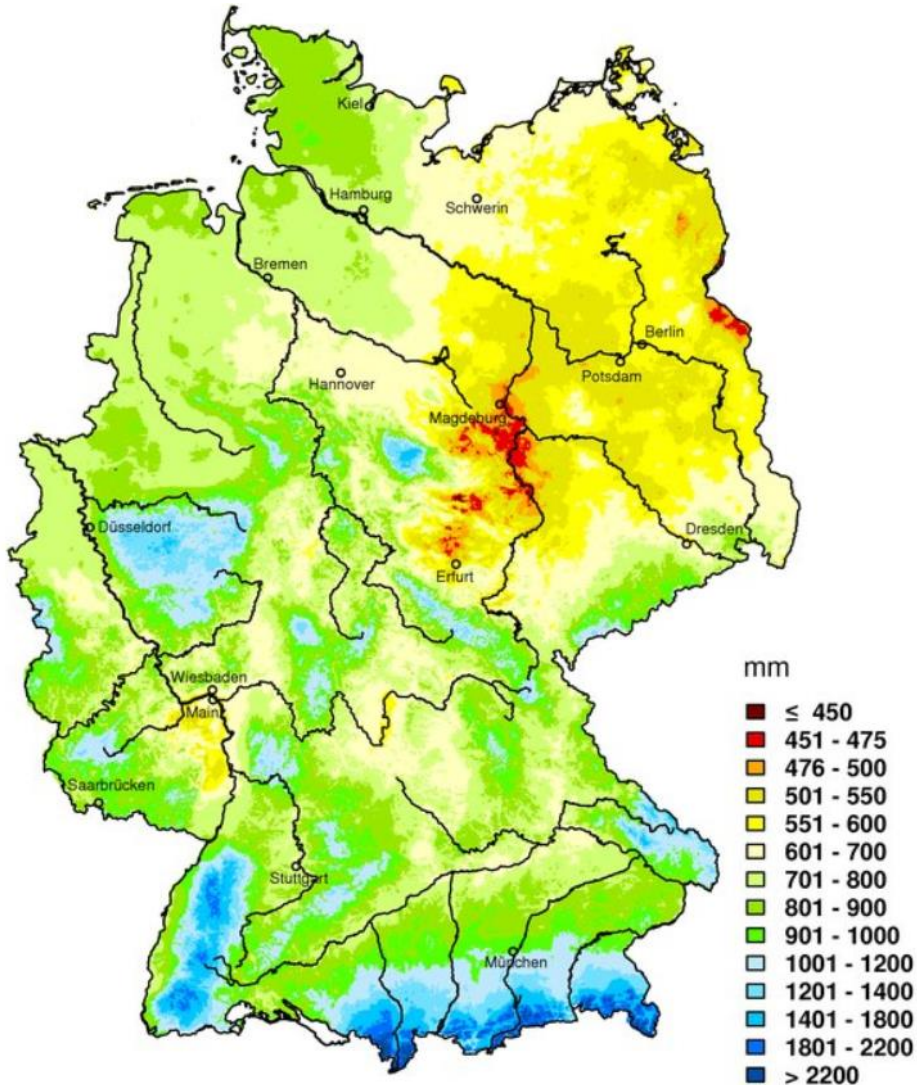 Kiel
Hamburg
Schwerin
Bremen
Berlin
Potsdam
Hannover
Magdeburg
Düsseldorf
Dresden
Erfurt
Wiesbaden
Mainz
Saarbrücken
Stuttgart
München
mm
≤ 450
451 - 475
476 - 500
501 - 550
551 - 600
601 - 700
701 - 800
801 - 900
901 - 1000
1001 - 1200
1201 - 1400
1401 - 1800
1801 - 2200
> 2200